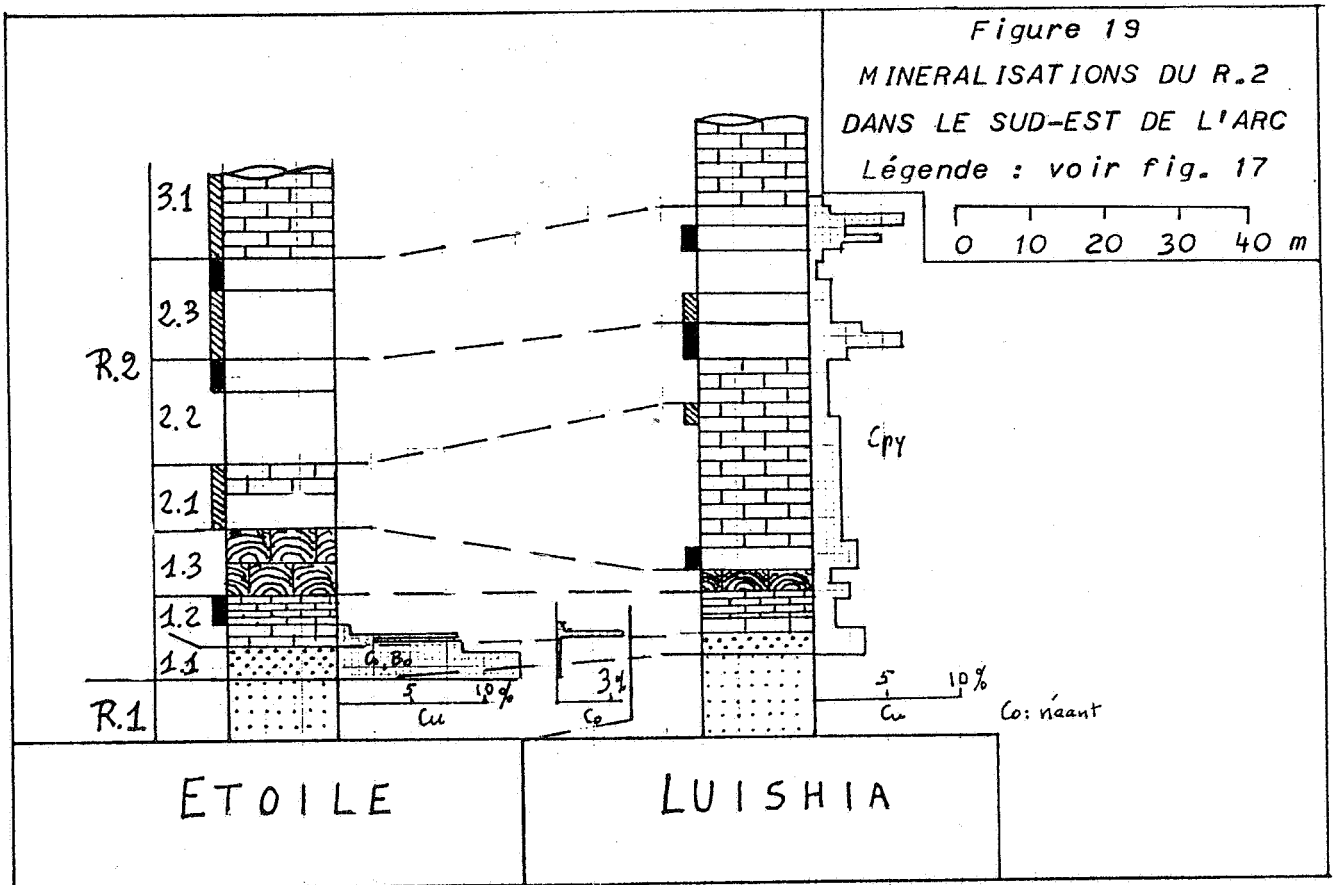 Figure 19
MINERALISATIONS DU R.2
DANS LE SUD-EST DE L'ARC
Légende : voir fig. 17
0 10 20 30 40 m
3.1
2.3
R.2
2.2
2.1
1.3
1.2
1.1
R.1
Cc, Bo
5 10%
Cu
3%
Co
Cpy
5 10%
Cu
Co: néant
ETOILE
LUISHIA